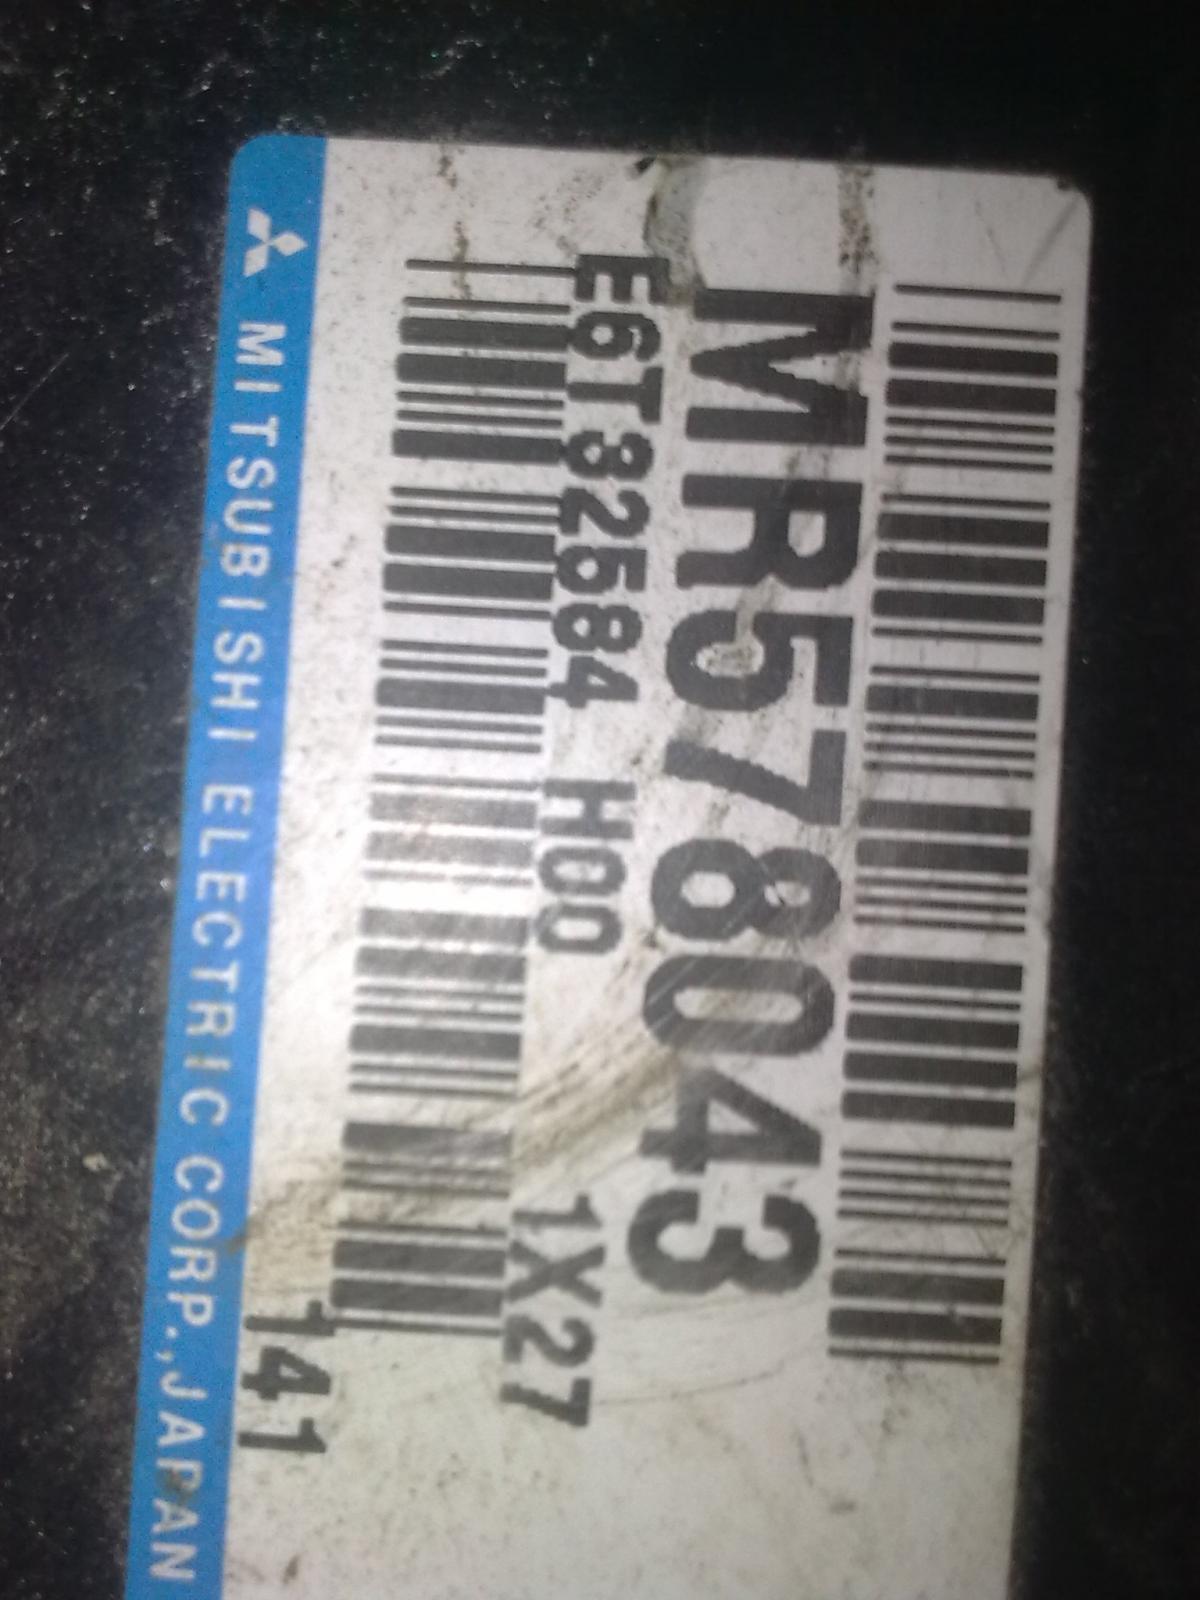 MR578043
E6T32584 H00 1X27
141
MITSUBISHI ELECTRIC CORP.,JAPAN